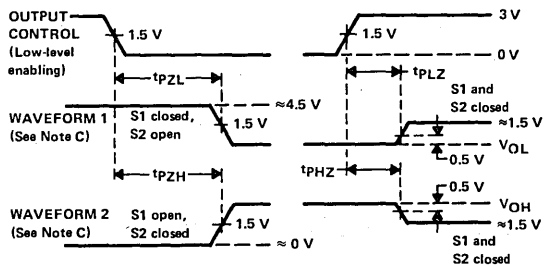 OUTPUT
CONTROL
(Low-level
enabling)
1.5 V
1.5 V
3 V
0 V
tPZL
tPLZ
S1 and
S2 closed
WAVEFORM 1
(See Note C)
S1 closed,
S2 open
≈4.5 V
1.5 V
≈1.5 V
VOL
0.5 V
tPZH
tPHZ
0.5 V
WAVEFORM 2
(See Note C)
S1 open,
S2 closed
1.5 V
≈ 0 V
VOH
≈1.5 V
S1 and
S2 closed